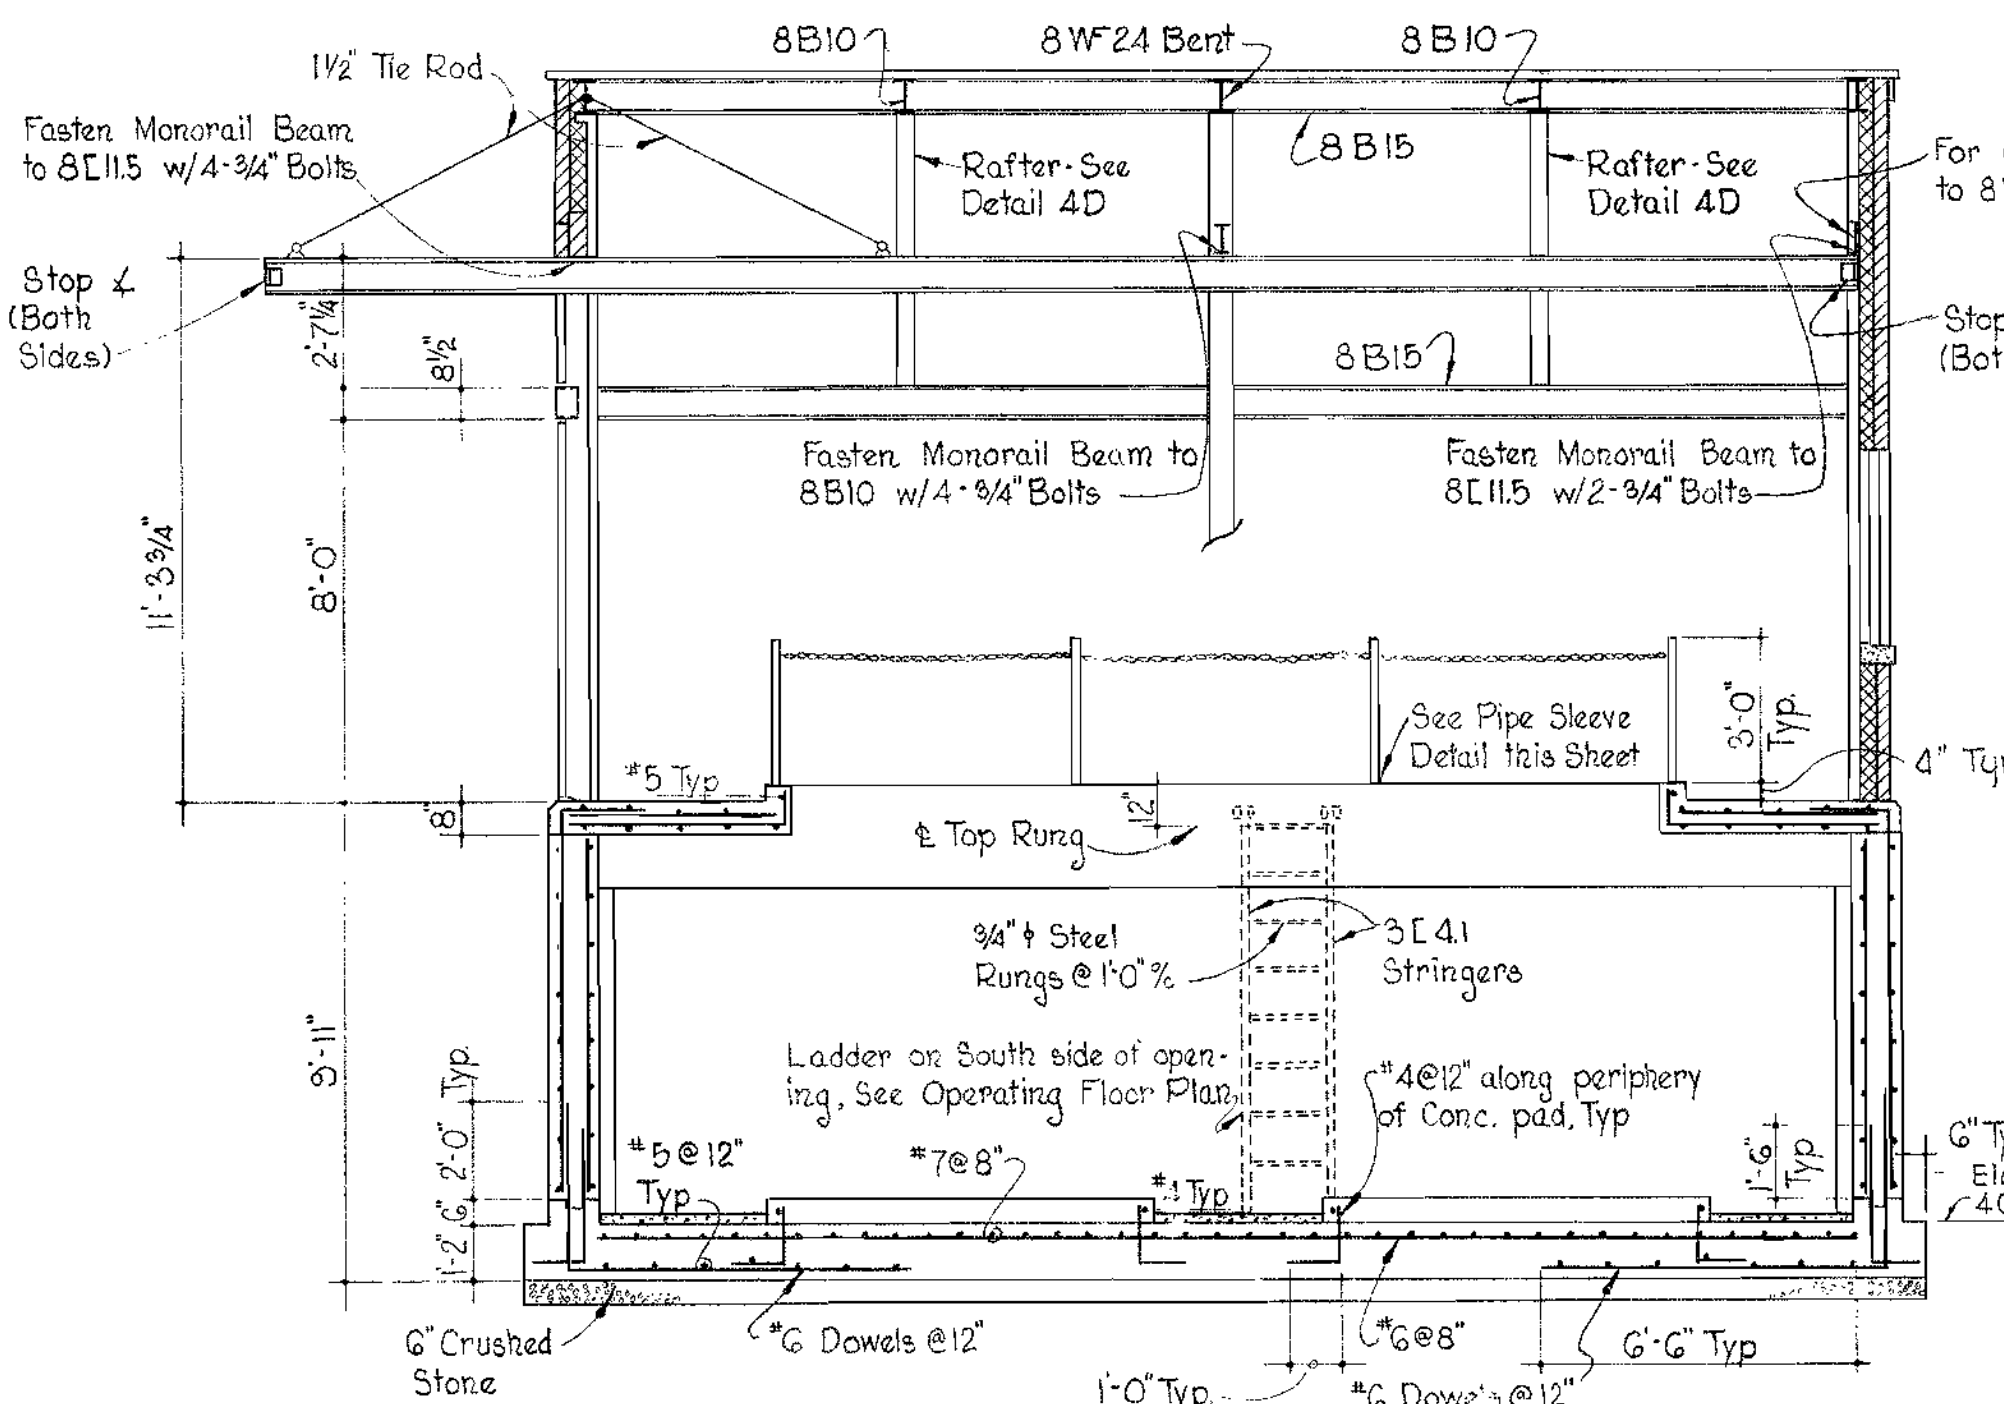 8B10
8WF24 Bent
8B10
1½" Tie Rod
Fasten Monorail Beam
to 8[11.5 w/4-¾" Bolts
Rafter-See
Detail 4D
8B15
Rafter-See
Detail 4D
For
to 8
Stop ⅊
(Both
Sides)
2'-7¼"
8½"
8B15
Stop
(Bot
Fasten Monorail Beam to
8B10 w/4-¾" Bolts
Fasten Monorail Beam to
8[11.5 w/2-¾" Bolts
11'-3¾"
8'-0"
See Pipe Sleeve
Detail this Sheet
3'-0"
Typ.
4" Typ
#5 Typ
8"
12"
℄ Top Rung
¾" ϕ Steel
Rungs @ 1'-0" %
3[4.1
Stringers
9'-11"
Ladder on South side of open-
ing, See Operating Floor Plan
#4@12" along periphery
of Conc. pad, Typ
2'-0" Typ.
6"
1'-2"
#5@12"
Typ
#7@8"
#4 Typ
1'-6"
Typ
6" Ty
El
40
6" Crushed
Stone
#6 Dowels @12"
#6@8"
6'-6" Typ
1'-0" Typ.
#6 Dowels @12"